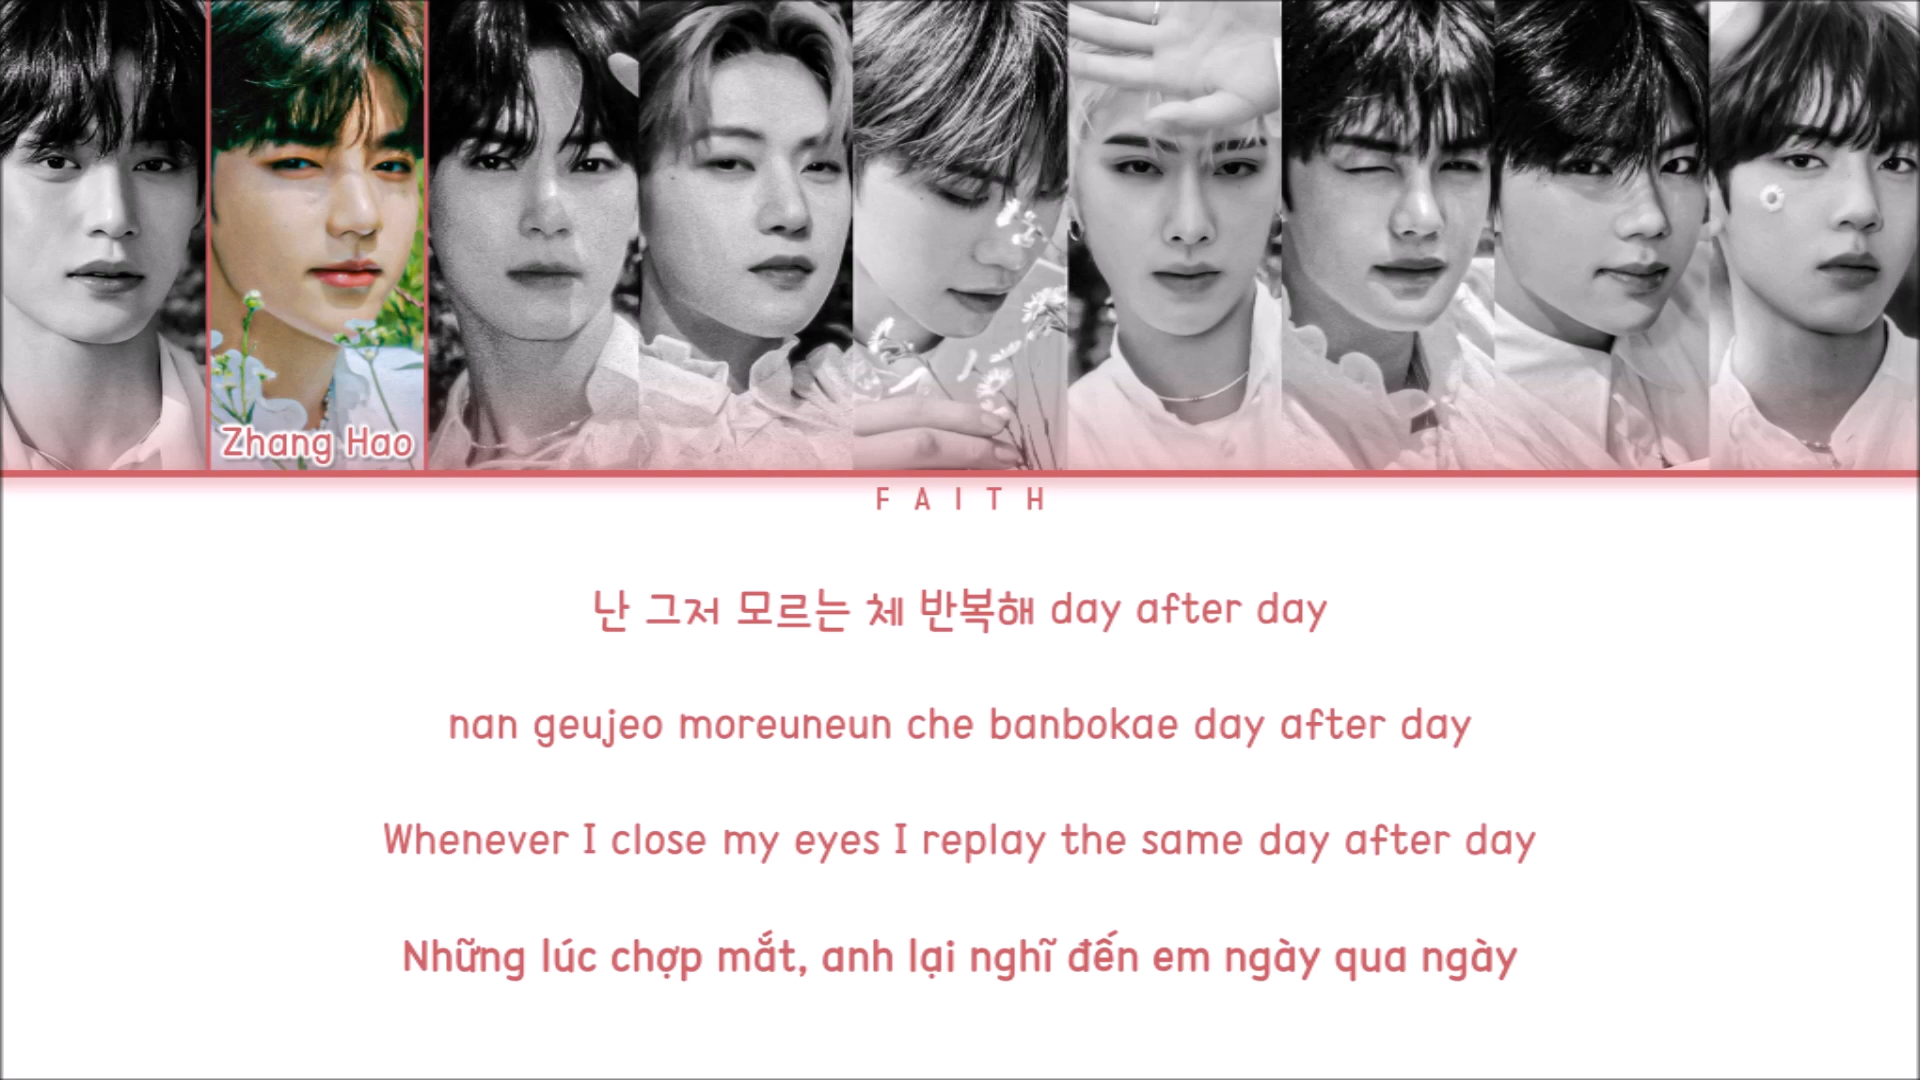 Zhang Hao
FAITH
난 그저 모르는 체 반복해 day after day
nan geujeo moreuneun che banbokae day after day
Whenever I close my eyes I replay the same day after day
Những lúc chợp mắt, anh lại nghĩ đến em ngày qua ngày